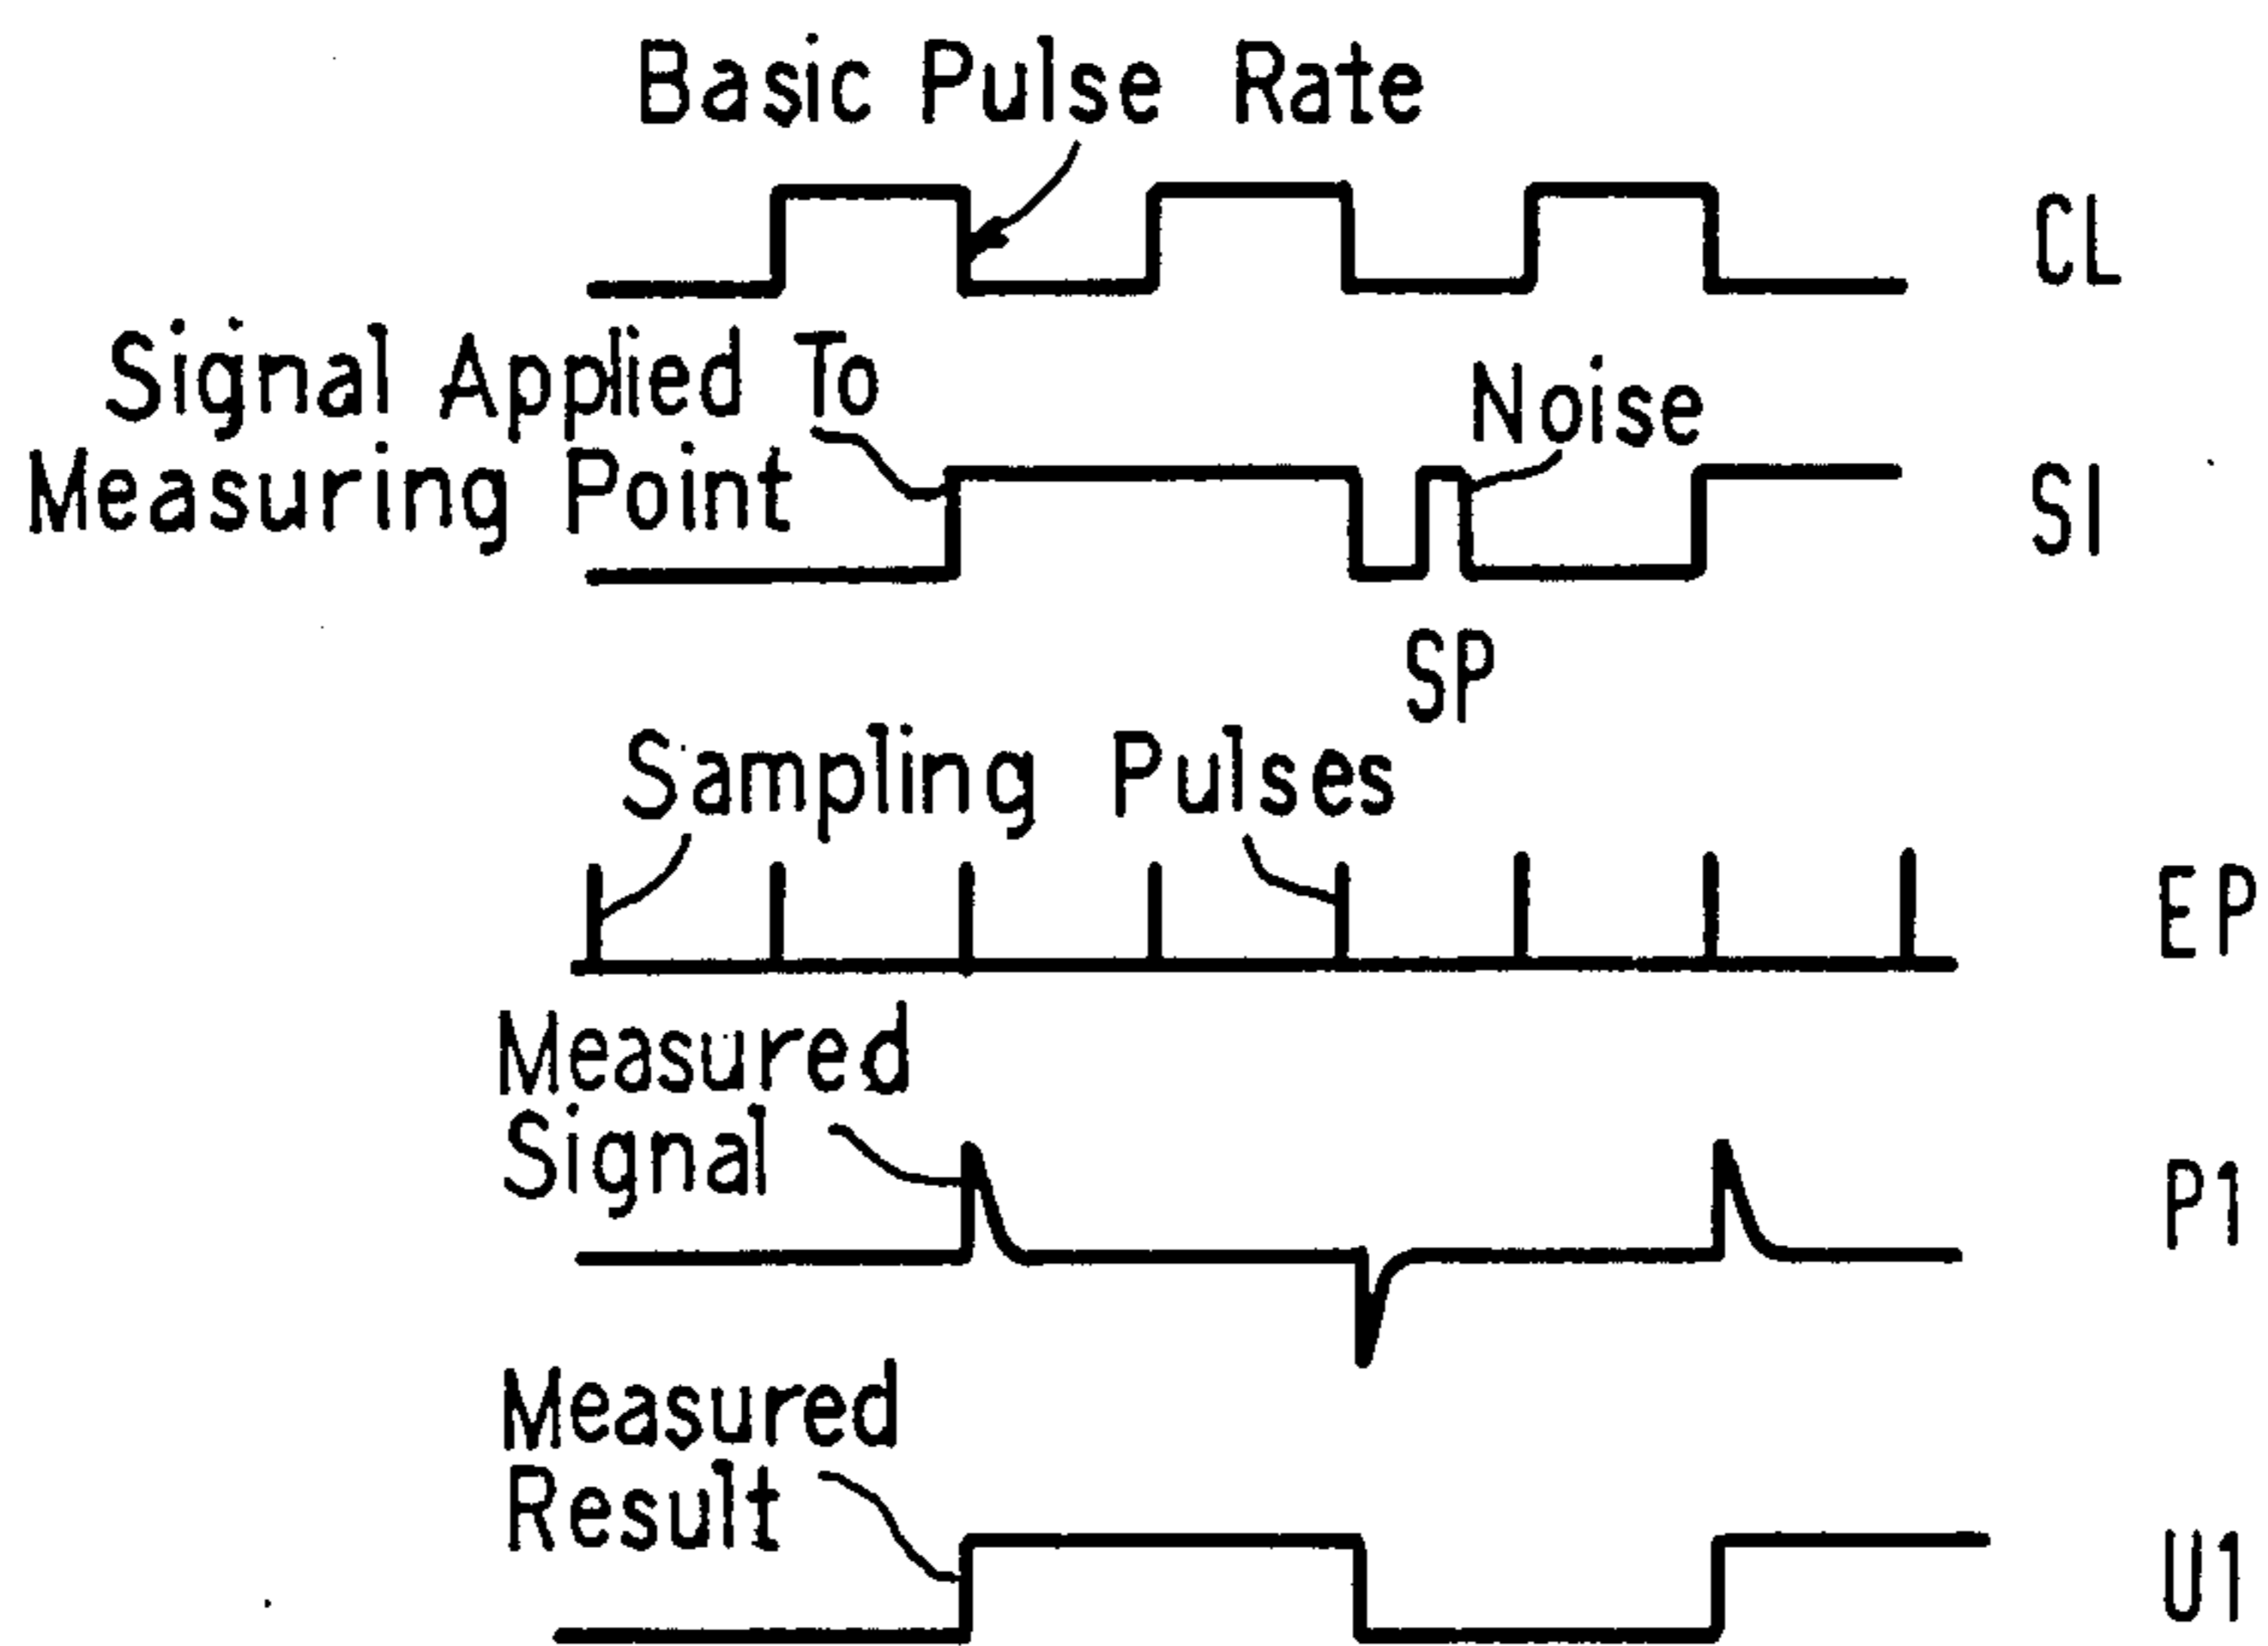 Basic Pulse Rate
CL
Signal Applied To
Measuring Point
Noise
SI
SP
Sampling Pulses
EP
Measured
Signal
P1
Measured
Result
U1